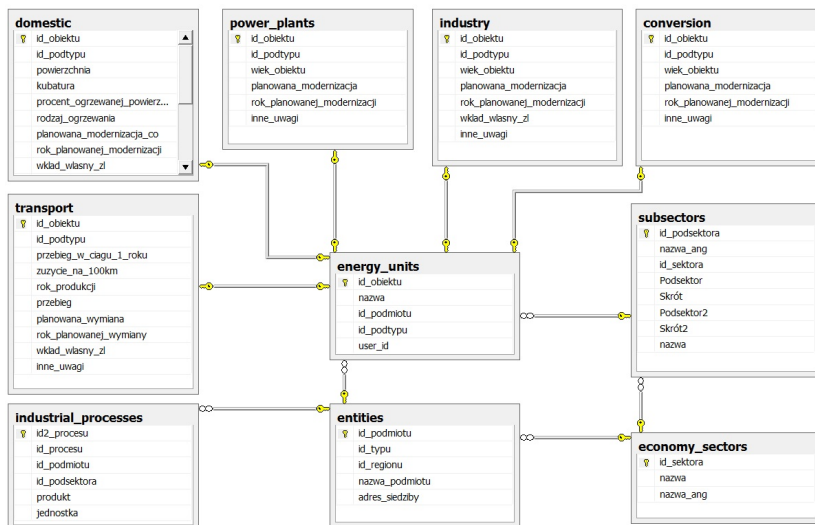 domestic
id_obiektu
id_podtypu
powierzchnia
kubatura
procent_ogrzewanej_powierz...
rodzaj_ogrzewania
planowana_modernizacja_co
rok_planowanej_modernizacji
wklad_wlasny_zl
power_plants
id_obiektu
id_podtypu
wiek_obiektu
planowana_modernizacja
rok_planowanej_modernizacji
inne_uwagi
industry
id_obiektu
id_podtypu
wiek_obiektu
planowana_modernizacja
rok_planowanej_modernizacji
wklad_wlasny_zl
inne_uwagi
conversion
id_obiektu
id_podtypu
wiek_obiektu
planowana_modernizacja
rok_planowanej_modernizacji
inne_uwagi
transport
id_obiektu
id_podtypu
przebieg_w_ciagu_1_roku
zuzycie_na_100km
rok_produkcji
przebieg
planowana_wymiana
rok_planowanej_wymiany
wklad_wlasny_zl
inne_uwagi
energy_units
id_obiektu
nazwa
id_podmiotu
id_podtypu
user_id
subsectors
id_podsektora
nazwa_ang
id_sektora
Podsektor
Skrót
Podsektor2
Skrót2
nazwa
industrial_processes
id2_procesu
id_procesu
id_podmiotu
id_podsektora
produkt
jednostka
entities
id_podmiotu
id_typu
id_regionu
nazwa_podmiotu
adres_siedziby
economy_sectors
id_sektora
nazwa
nazwa_ang